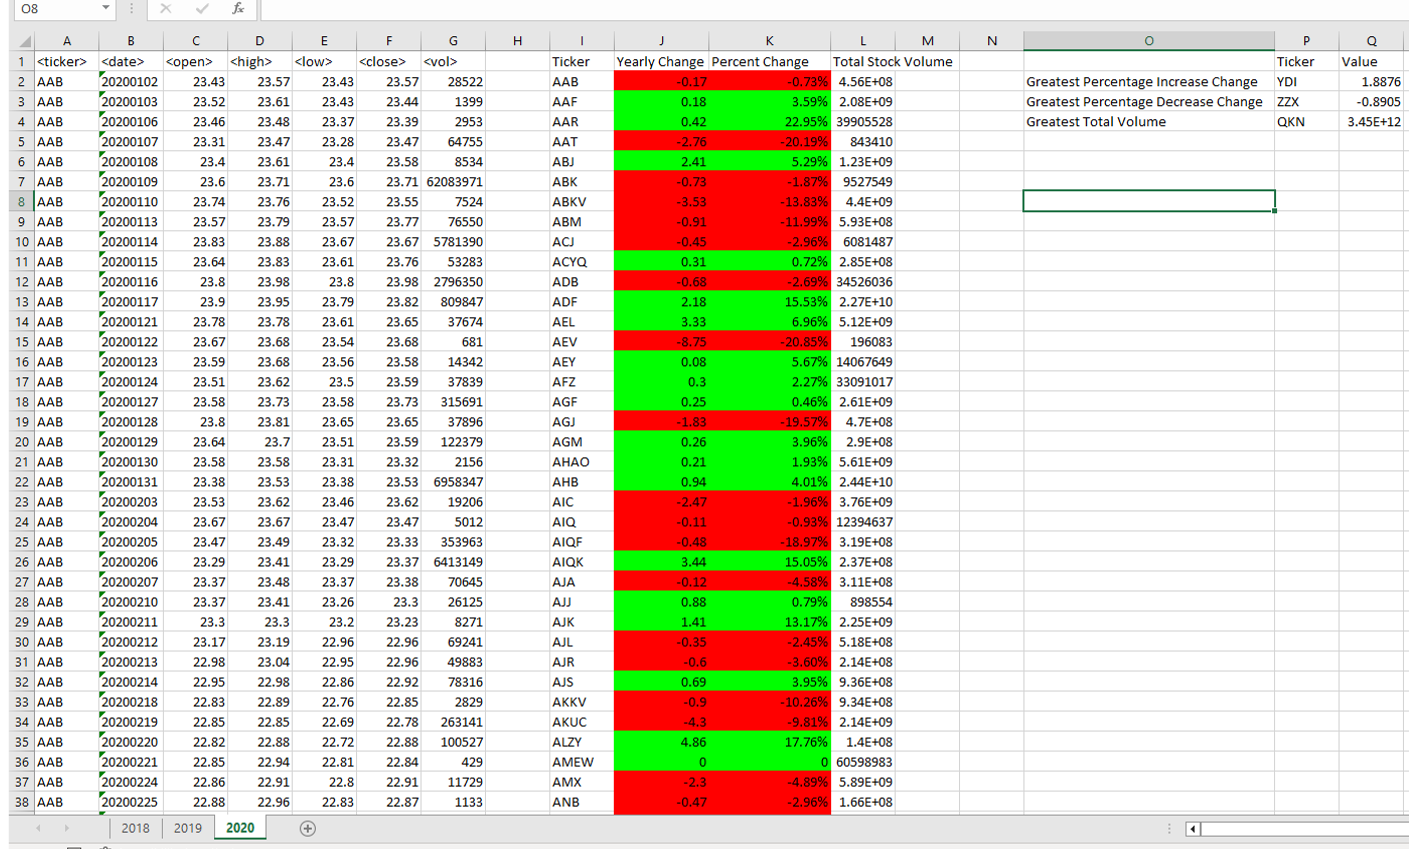 O8 fx
A B C D E F G H I J K L M N O P Q
1 <ticker> <date> <open> <high> <low> <close> <vol> Ticker Yearly Change Percent Change Total Stock Volume Ticker Value
2 AAB 20200102 23.43 23.57 23.43 23.57 28522 AAB -0.17 -0.73% 4.56E+08 Greatest Percentage Increase Change YDI 1.8876
3 AAB 20200103 23.52 23.61 23.43 23.44 1399 AAF 0.18 3.59% 2.08E+09 Greatest Percentage Decrease Change ZZX -0.8905
4 AAB 20200106 23.46 23.48 23.37 23.39 2953 AAR 0.42 22.95% 39905528 Greatest Total Volume QKN 3.45E+12
5 AAB 20200107 23.31 23.47 23.28 23.47 64755 AAT -2.76 -20.19% 843410
6 AAB 20200108 23.4 23.61 23.4 23.58 8534 ABJ 2.41 5.29% 1.23E+09
7 AAB 20200109 23.6 23.71 23.6 23.71 62083971 ABK -0.73 -1.87% 9527549
8 AAB 20200110 23.74 23.76 23.52 23.55 7524 ABKV -3.53 -13.83% 4.4E+09
9 AAB 20200113 23.57 23.79 23.57 23.77 76550 ABM -0.91 -11.99% 5.93E+08
10 AAB 20200114 23.83 23.88 23.67 23.67 5781390 ACJ -0.45 -2.96% 6081487
11 AAB 20200115 23.64 23.83 23.61 23.76 53283 ACYQ 0.31 0.72% 2.85E+08
12 AAB 20200116 23.8 23.98 23.8 23.98 2796350 ADB -0.68 -2.69% 34526036
13 AAB 20200117 23.9 23.95 23.79 23.82 809847 ADF 2.18 15.53% 2.27E+10
14 AAB 20200121 23.78 23.78 23.61 23.65 37674 AEL 3.33 6.96% 5.12E+09
15 AAB 20200122 23.67 23.68 23.54 23.68 681 AEV -8.75 -20.85% 196083
16 AAB 20200123 23.59 23.68 23.56 23.58 14342 AEY 0.08 5.67% 14067649
17 AAB 20200124 23.51 23.62 23.5 23.59 37839 AFZ 0.3 2.27% 33091017
18 AAB 20200127 23.58 23.73 23.58 23.73 315691 AGF 0.25 0.46% 2.61E+09
19 AAB 20200128 23.8 23.81 23.65 23.65 37896 AGJ -1.83 -19.57% 4.7E+08
20 AAB 20200129 23.64 23.7 23.51 23.59 122379 AGM 0.26 3.96% 2.9E+08
21 AAB 20200130 23.58 23.58 23.31 23.32 2156 AHAO 0.21 1.93% 5.61E+09
22 AAB 20200131 23.38 23.53 23.38 23.53 6958347 AHB 0.94 4.01% 2.44E+10
23 AAB 20200203 23.53 23.62 23.46 23.62 19206 AIC -2.47 -1.96% 3.76E+09
24 AAB 20200204 23.67 23.67 23.47 23.47 5012 AIQ -0.11 -0.93% 12394637
25 AAB 20200205 23.47 23.49 23.32 23.33 353963 AIQF -0.48 -18.97% 3.19E+08
26 AAB 20200206 23.29 23.41 23.29 23.37 6413149 AIQK 3.44 15.05% 2.37E+08
27 AAB 20200207 23.37 23.48 23.37 23.38 70645 AJA -0.12 -4.58% 3.11E+08
28 AAB 20200210 23.37 23.41 23.26 23.3 26125 AJJ 0.88 0.79% 898554
29 AAB 20200211 23.3 23.3 23.2 23.23 8271 AJK 1.41 13.17% 2.25E+09
30 AAB 20200212 23.17 23.19 22.96 22.96 69241 AJL -0.35 -2.45% 5.18E+08
31 AAB 20200213 22.98 23.04 22.95 22.96 49883 AJR -0.6 -3.60% 2.14E+08
32 AAB 20200214 22.95 22.98 22.86 22.92 78316 AJS 0.69 3.95% 9.36E+08
33 AAB 20200218 22.83 22.89 22.76 22.85 2829 AKKV -0.9 -10.26% 9.34E+08
34 AAB 20200219 22.85 22.85 22.69 22.78 263141 AKUC -4.3 -9.81% 2.14E+09
35 AAB 20200220 22.82 22.88 22.72 22.88 100527 ALZY 4.86 17.76% 1.4E+08
36 AAB 20200221 22.85 22.94 22.81 22.84 429 AMEW 0 0 60598983
37 AAB 20200224 22.86 22.91 22.8 22.91 11729 AMX -2.3 -4.89% 5.89E+09
38 AAB 20200225 22.88 22.96 22.83 22.87 1133 ANB -0.47 -2.96% 1.66E+08
2018 2019 2020